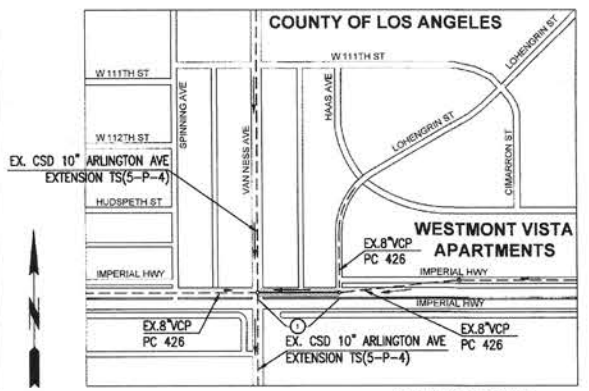 COUNTY OF LOS ANGELES
W 111TH ST
W 111TH ST
LOHENGRIN ST
SPINNING AVE
VAN NESS AVE
HAAS AVE
W 112TH ST
LOHENGRIN ST
CIMARRON ST
EX. CSD 10" ARLINGTON AVE
EXTENSION TS(5-P-4)
HUDSPETH ST
WESTMONT VISTA
APARTMENTS
EX.8"VCP
PC 426
IMPERIAL HWY
IMPERIAL HWY
IMPERIAL HWY
N
1
EX.8"VCP
PC 426
EX. CSD 10" ARLINGTON AVE
EXTENSION TS(5-P-4)
EX.8"VCP
PC 426